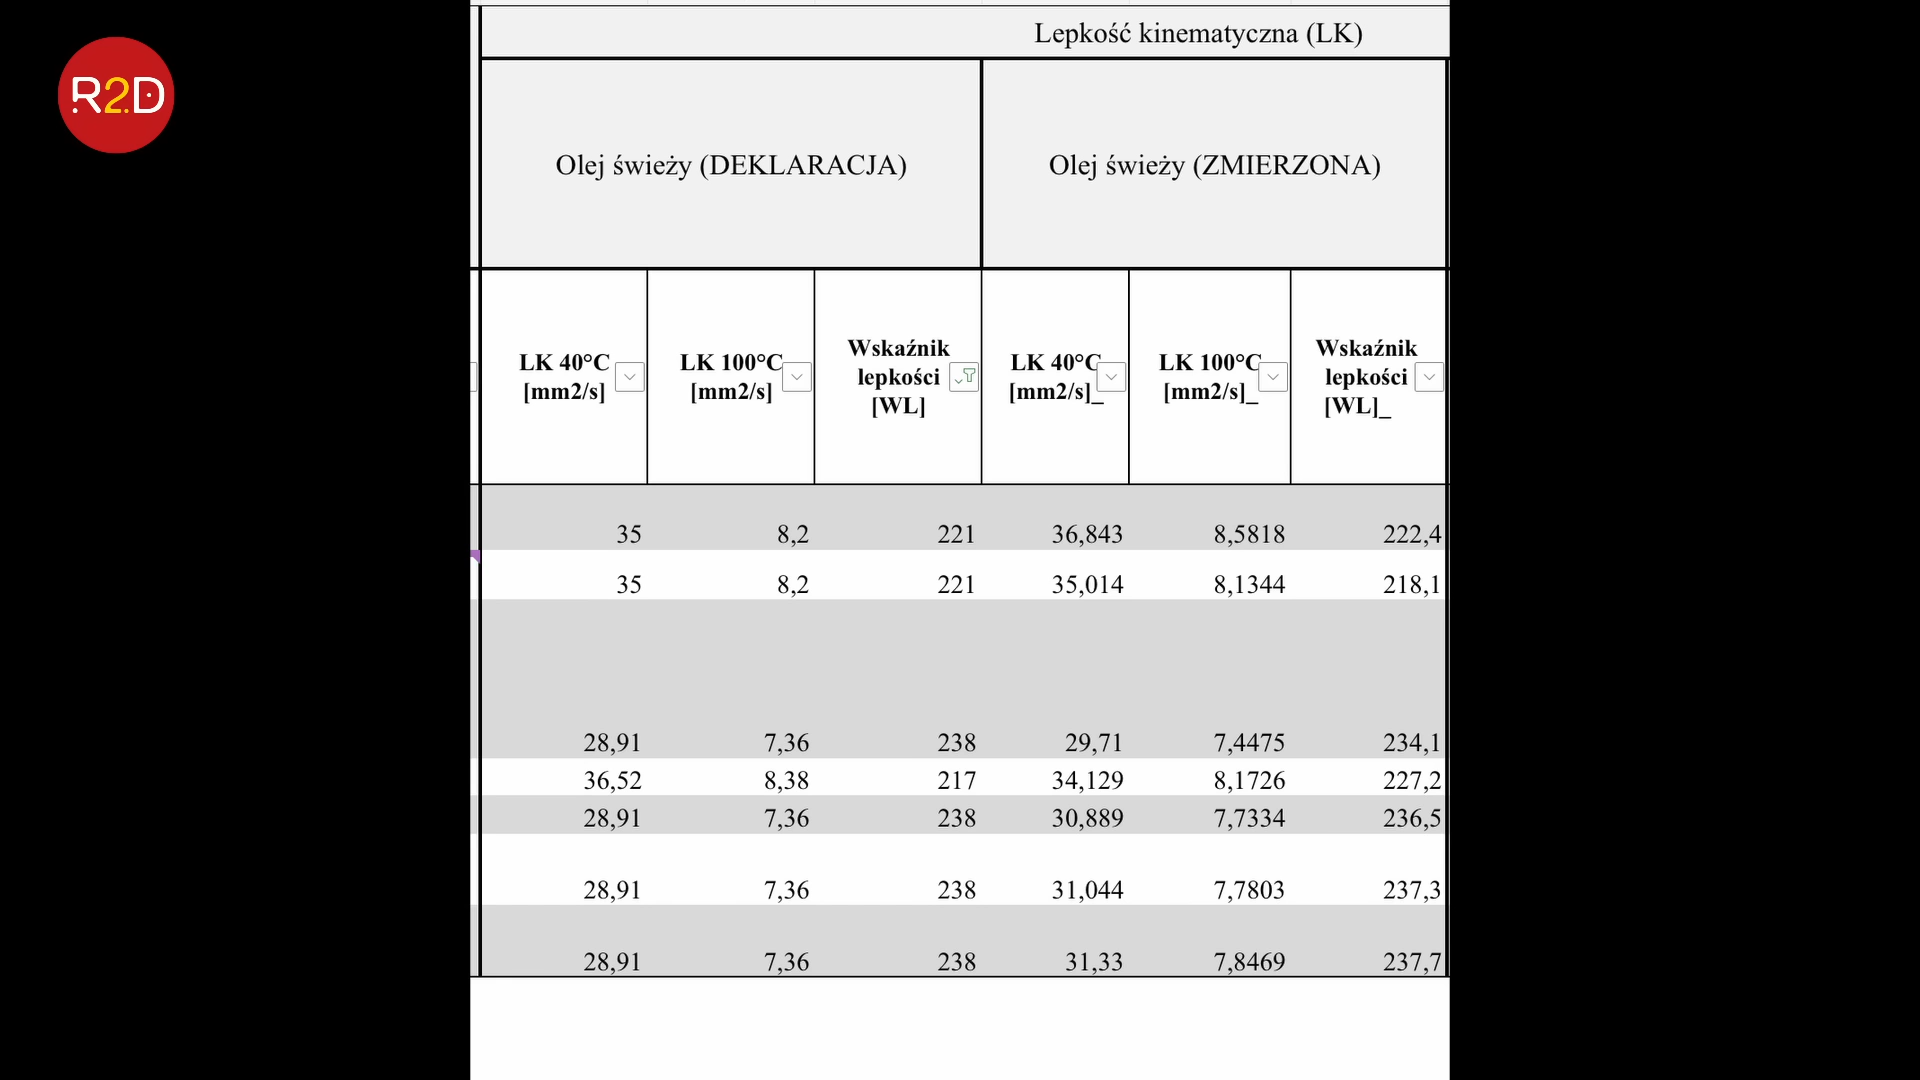 R2D
Lepkość kinematyczna (LK)
Olej świeży (DEKLARACJA)
Olej świeży (ZMIERZONA)
LK 40°C
[mm2/s]
LK 100°C
[mm2/s]
Wskaźnik
lepkości
[WL]
LK 40°C
[mm2/s]_
LK 100°C
[mm2/s]_
Wskaźnik
lepkości
[WL]_
35 8,2 221 36,843 8,5818 222,4
35 8,2 221 35,014 8,1344 218,1
28,91 7,36 238 29,71 7,4475 234,1
36,52 8,38 217 34,129 8,1726 227,2
28,91 7,36 238 30,889 7,7334 236,5
28,91 7,36 238 31,044 7,7803 237,3
28,91 7,36 238 31,33 7,8469 237,7